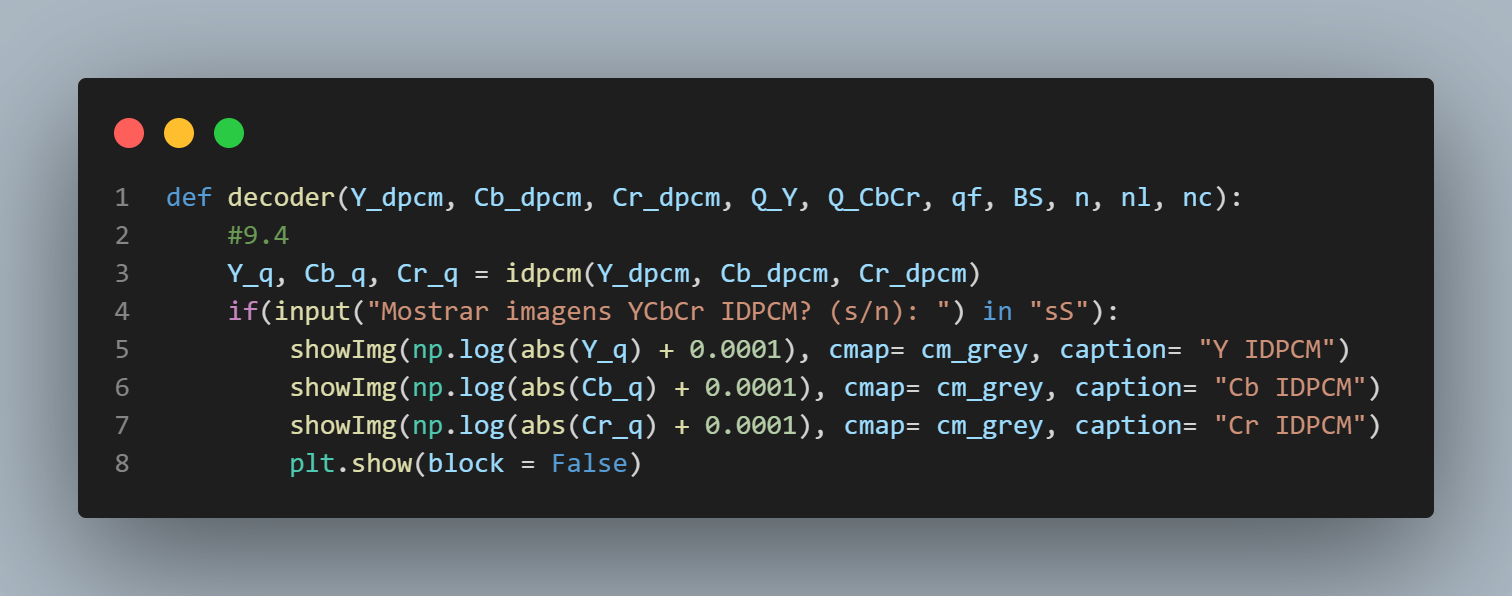 1 def decoder(Y_dpcm, Cb_dpcm, Cr_dpcm, Q_Y, Q_CbCr, qf, BS, n, nl, nc):
2     #9.4
3     Y_q, Cb_q, Cr_q = idpcm(Y_dpcm, Cb_dpcm, Cr_dpcm)
4     if(input("Mostrar imagens YCbCr IDPCM? (s/n): ") in "sS"):
5         showImg(np.log(abs(Y_q) + 0.0001), cmap= cm_grey, caption= "Y IDPCM")
6         showImg(np.log(abs(Cb_q) + 0.0001), cmap= cm_grey, caption= "Cb IDPCM")
7         showImg(np.log(abs(Cr_q) + 0.0001), cmap= cm_grey, caption= "Cr IDPCM")
8         plt.show(block = False)